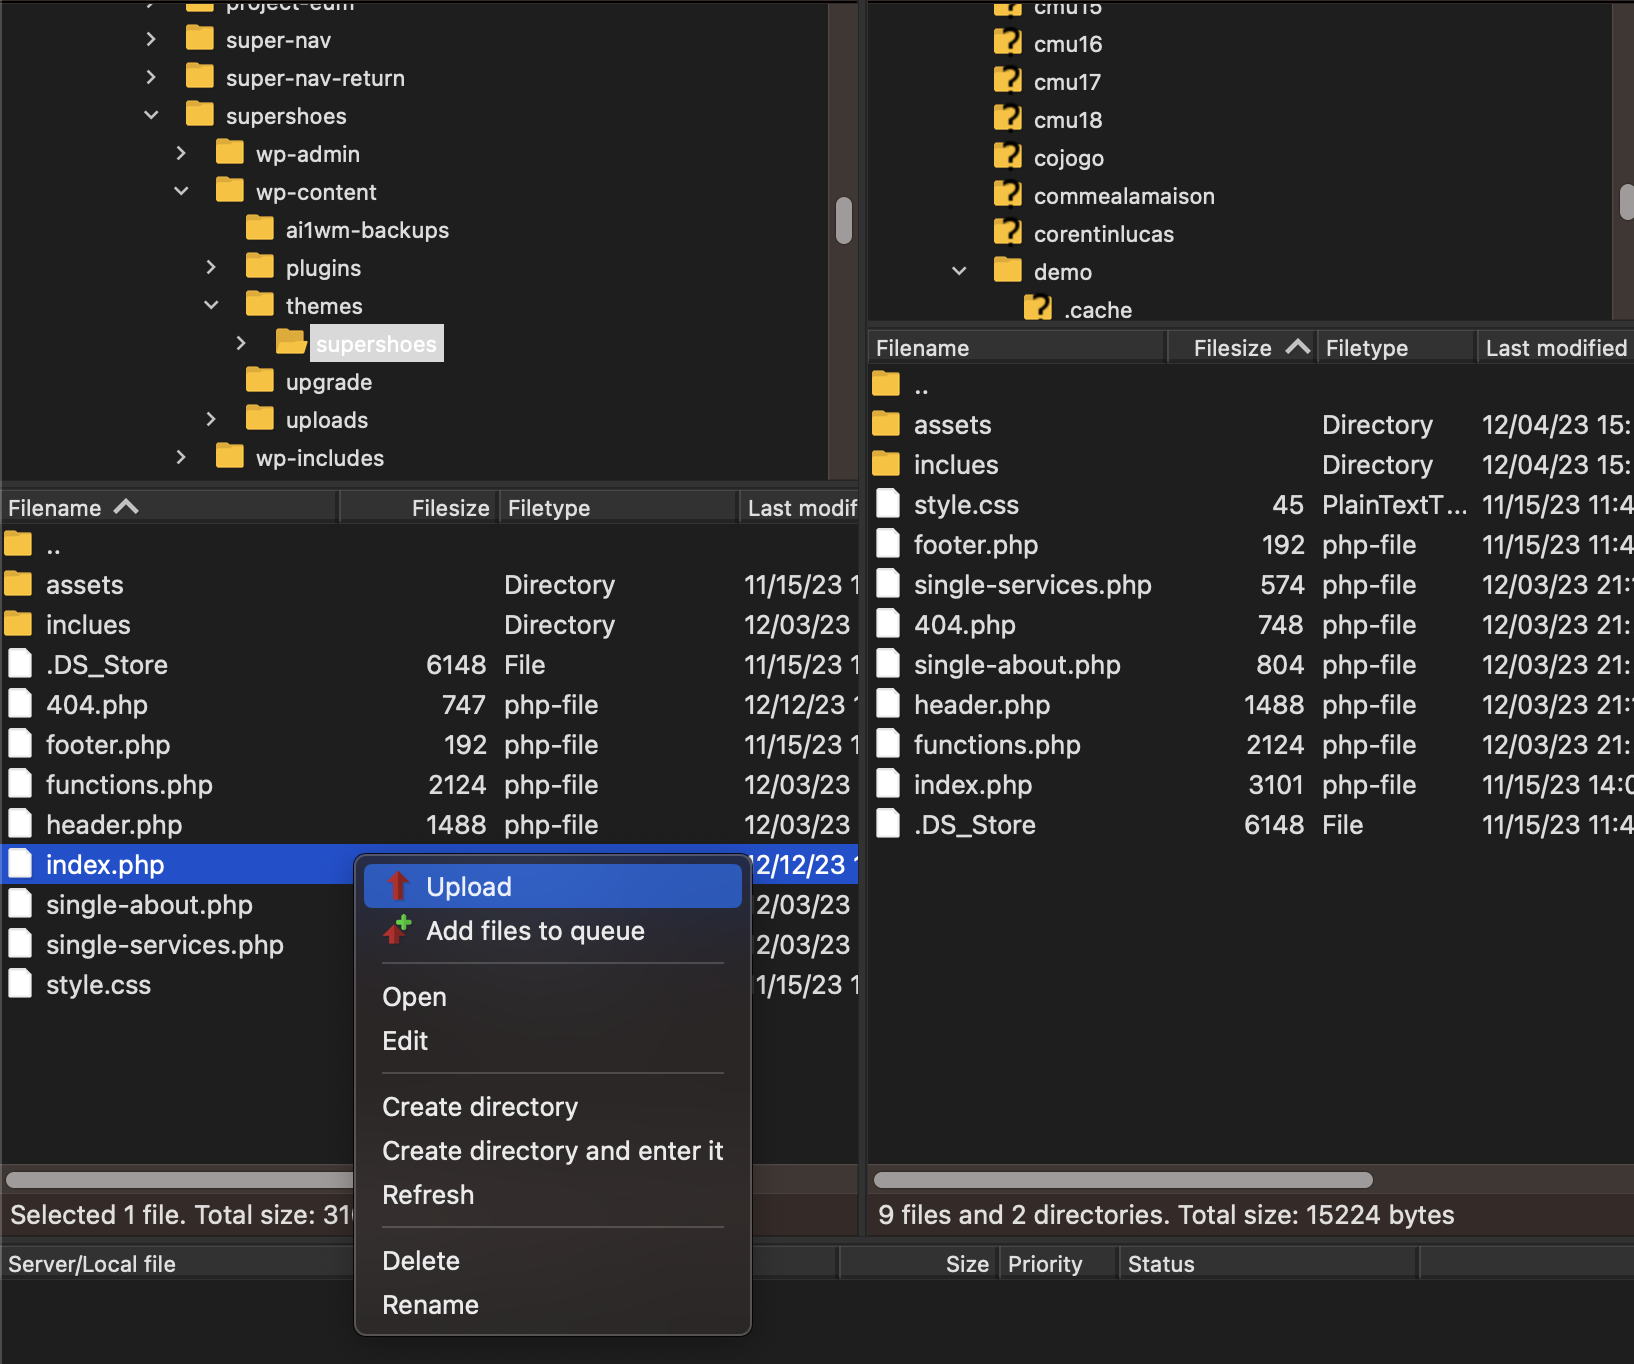 project-eum
super-nav
super-nav-return
supershoes
wp-admin
wp-content
ai1wm-backups
plugins
themes
supershoes
upgrade
uploads
wp-includes
Filename Filesize Filetype Last modif
..
assets Directory 11/15/23 1
inclues Directory 12/03/23
.DS_Store 6148 File 11/15/23 1
404.php 747 php-file 12/12/23 1
footer.php 192 php-file 11/15/23 1
functions.php 2124 php-file 12/03/23
header.php 1488 php-file 12/03/23
index.php 12/12/23 1
single-about.php 2/03/23
single-services.php 2/03/23
style.css 1/15/23 1
Upload
Add files to queue
Open
Edit
Create directory
Create directory and enter it
Refresh
Delete
Rename
Selected 1 file. Total size: 310
cmu15
cmu16
cmu17
cmu18
cojogo
commealamaison
corentinlucas
demo
.cache
Filename Filesize Filetype Last modified
..
assets Directory 12/04/23 15:
inclues Directory 12/04/23 15:
style.css 45 PlainTextT... 11/15/23 11:4
footer.php 192 php-file 11/15/23 11:4
single-services.php 574 php-file 12/03/23 21:
404.php 748 php-file 12/03/23 21:
single-about.php 804 php-file 12/03/23 21:
header.php 1488 php-file 12/03/23 21:
functions.php 2124 php-file 12/03/23 21:
index.php 3101 php-file 11/15/23 14:0
.DS_Store 6148 File 11/15/23 11:4
9 files and 2 directories. Total size: 15224 bytes
Server/Local file Size Priority Status